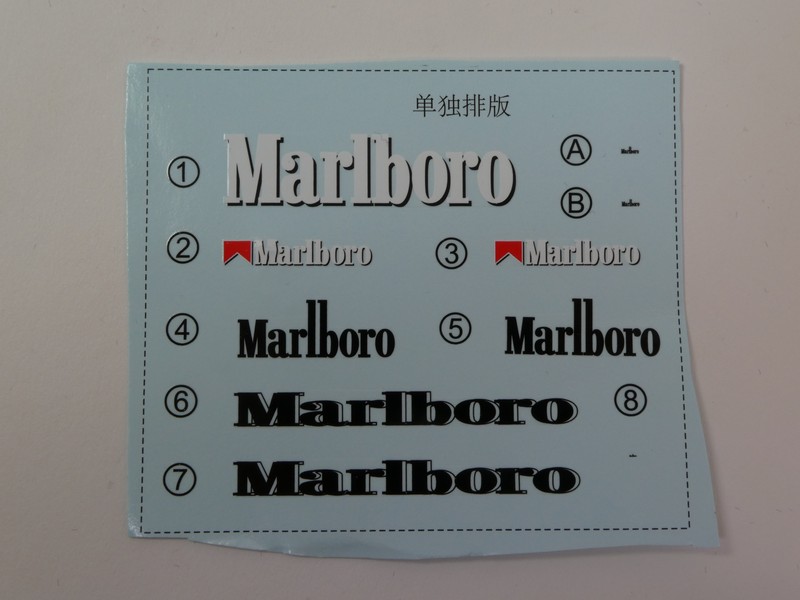 单独排版
① Marlboro Ⓐ
Ⓑ
② Marlboro ③ Marlboro
④ Marlboro ⑤ Marlboro
⑥ Marlboro ⑧
⑦ Marlboro